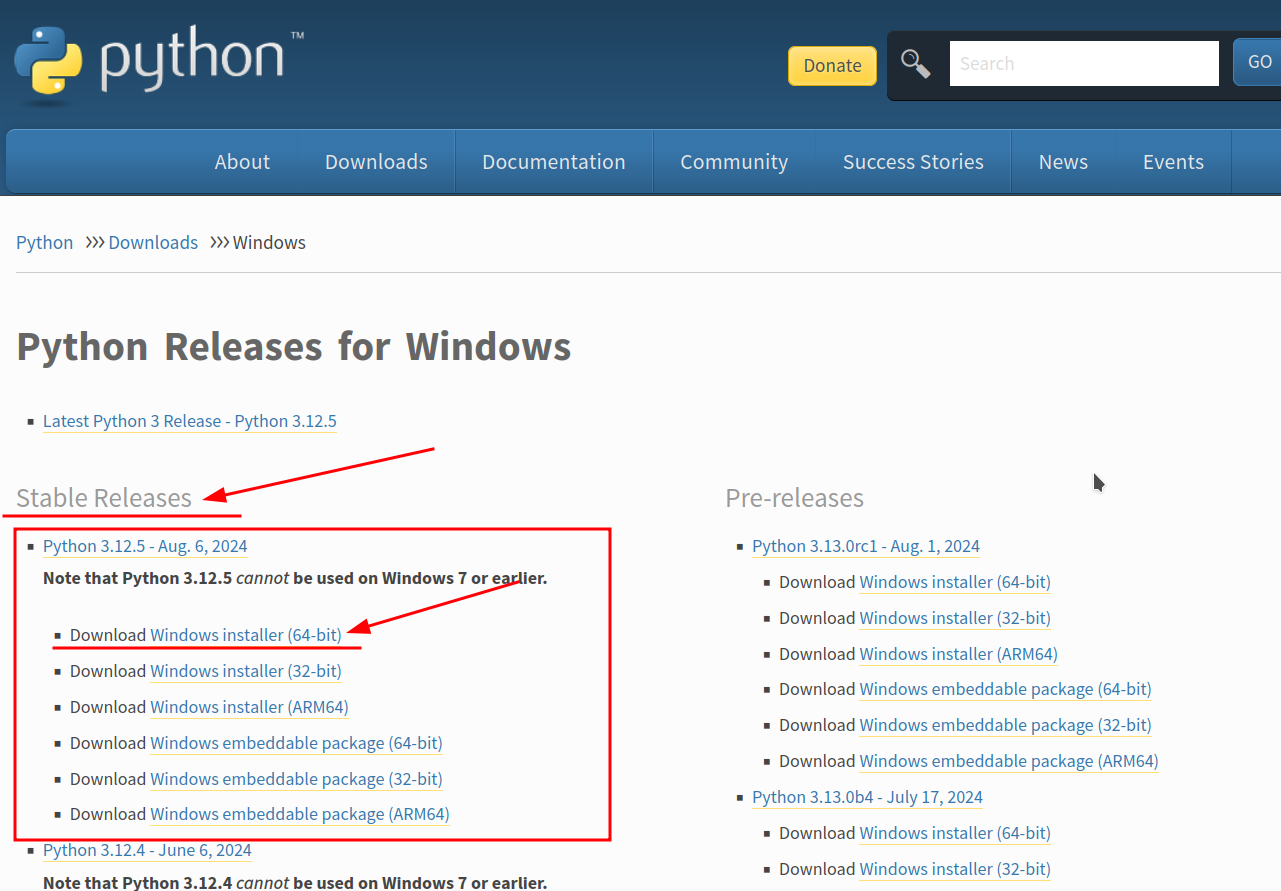 python™
Donate
Search
GO
About
Downloads
Documentation
Community
Success Stories
News
Events
Python >>> Downloads >>> Windows
Python Releases for Windows
Latest Python 3 Release - Python 3.12.5
Stable Releases
Python 3.12.5 - Aug. 6, 2024
Note that Python 3.12.5 cannot be used on Windows 7 or earlier.
Download Windows installer (64-bit)
Download Windows installer (32-bit)
Download Windows installer (ARM64)
Download Windows embeddable package (64-bit)
Download Windows embeddable package (32-bit)
Download Windows embeddable package (ARM64)
Python 3.12.4 - June 6, 2024
Note that Python 3.12.4 cannot be used on Windows 7 or earlier.
Pre-releases
Python 3.13.0rc1 - Aug. 1, 2024
Download Windows installer (64-bit)
Download Windows installer (32-bit)
Download Windows installer (ARM64)
Download Windows embeddable package (64-bit)
Download Windows embeddable package (32-bit)
Download Windows embeddable package (ARM64)
Python 3.13.0b4 - July 17, 2024
Download Windows installer (64-bit)
Download Windows installer (32-bit)